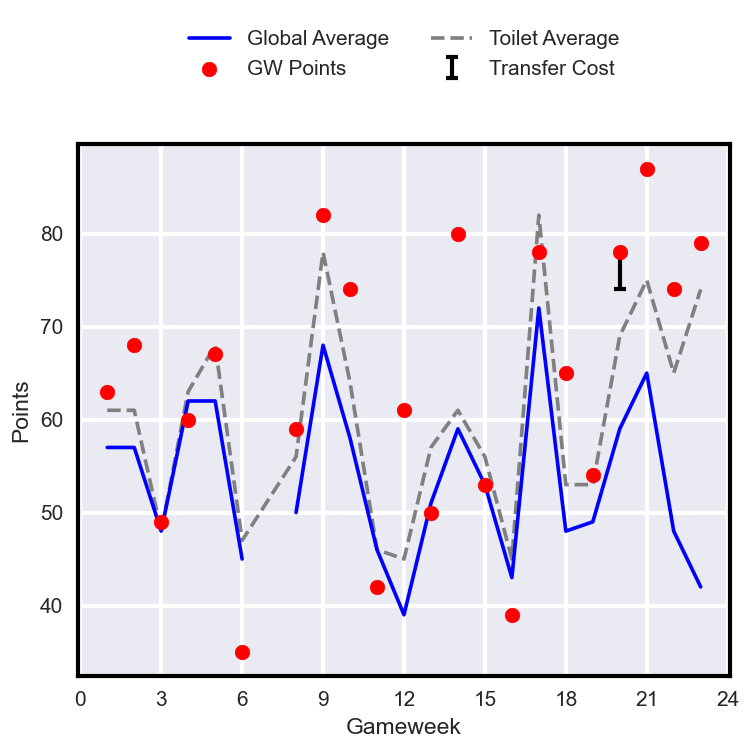 Global Average
Toilet Average
GW Points
Transfer Cost
80
70
60
50
40
Points
0 3 6 9 12 15 18 21 24
Gameweek